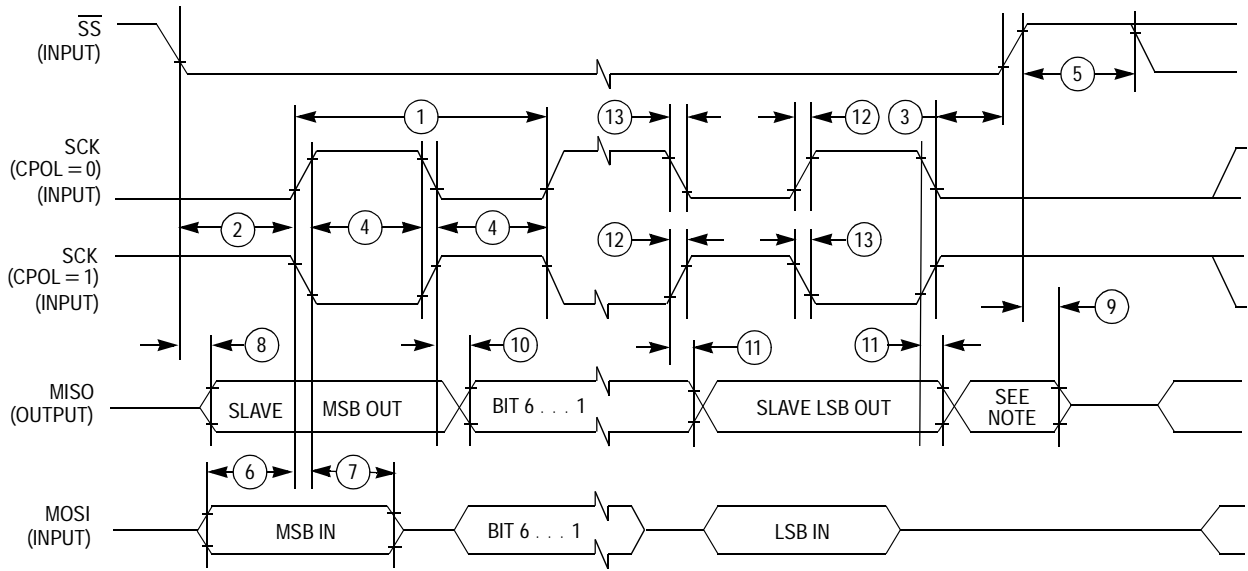 SS
(INPUT)
5
1
13
12
3
SCK
(CPOL = 0)
(INPUT)
2
4
4
12
13
SCK
(CPOL = 1)
(INPUT)
9
8
10
11
11
MISO
(OUTPUT)
SLAVE
MSB OUT
BIT 6 . . . 1
SLAVE LSB OUT
SEE
NOTE
6
7
MOSI
(INPUT)
MSB IN
BIT 6 . . . 1
LSB IN